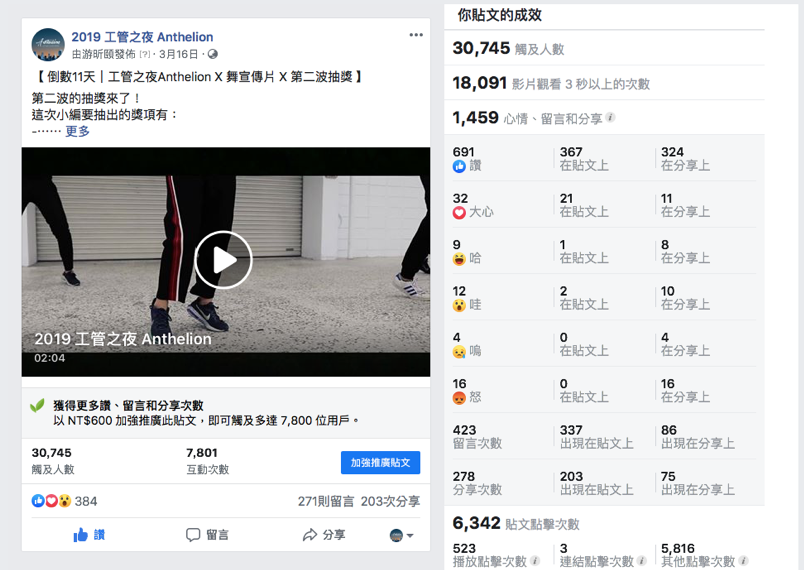 2019 工管之夜 Anthelion
由游昕頤發佈 [?] · 3月16日 ·
【 倒數11天｜工管之夜Anthelion X 舞宣傳片 X 第二波抽獎 】
第二波的抽獎來了！
這次小編要抽出的獎項有：
-⋯⋯ 更多
2019 工管之夜 Anthelion
02:04
獲得更多讚、留言和分享次數
以 NT$600 加強推廣此貼文，即可觸及多達 7,800 位用戶。
30,745 7,801
觸及人數 互動次數 加強推廣貼文
384 271則留言 203次分享
讚 留言 分享
你貼文的成效
30,745 觸及人數
18,091 影片觀看 3 秒以上的次數
1,459 心情、留言和分享
691 367 324
讚 在貼文上 在分享上
32 21 11
大心 在貼文上 在分享上
9 1 8
哈 在貼文上 在分享上
12 2 10
哇 在貼文上 在分享上
4 0 4
嗚 在貼文上 在分享上
16 0 16
怒 在貼文上 在分享上
423 337 86
留言次數 出現在貼文上 出現在分享上
278 203 75
分享次數 出現在貼文上 出現在分享上
6,342 貼文點擊次數
523 3 5,816
播放點擊次數 連結點擊次數 其他點擊次數